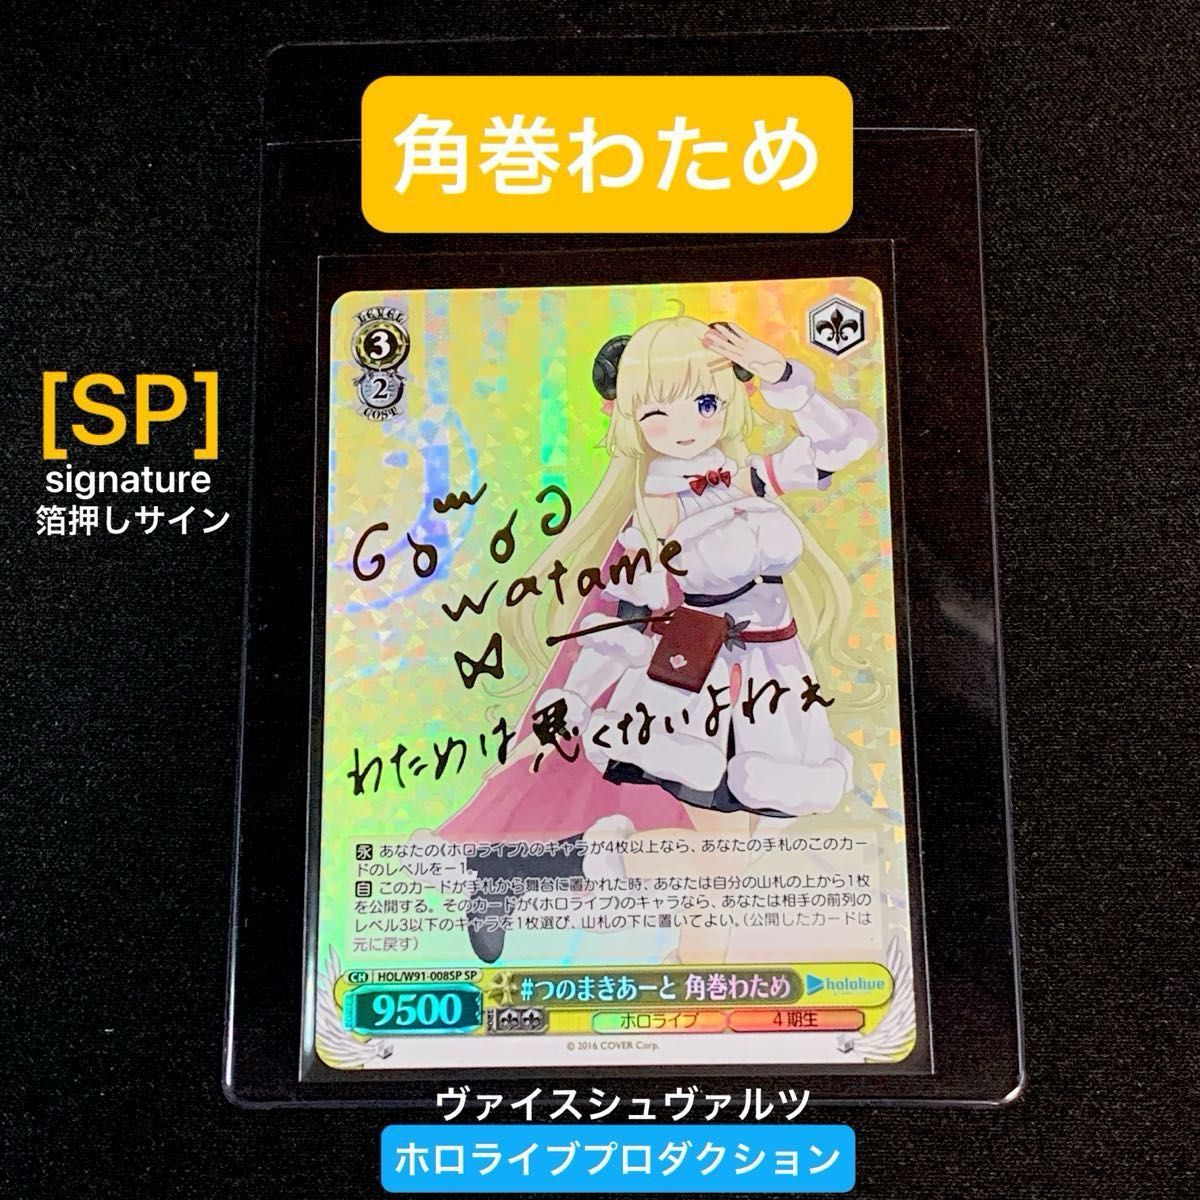 角巻わため
[SP]
signature
箔押しサイン
LEVEL
3
2
COST
watame
わためは悪くないよねぇ
永 あなたの《ホロライブ》のキャラが4枚以上なら、あなたの手札のこのカー
ドのレベルを－1。
自 このカードが手札から舞台に置かれた時、あなたは自分の山札の上から1枚
を公開する。そのカードが《ホロライブ》のキャラなら、あなたは相手の前列の
レベル3以下のキャラを1枚選び、山札の下に置いてよい。(公開したカードは
元に戻す)
CH HOL/W91-008SP SP
#つのまきあーと 角巻わため
hololive
9500
ホロライブ 4期生
© 2016 COVER Corp.
ヴァイスシュヴァルツ
ホロライブプロダクション